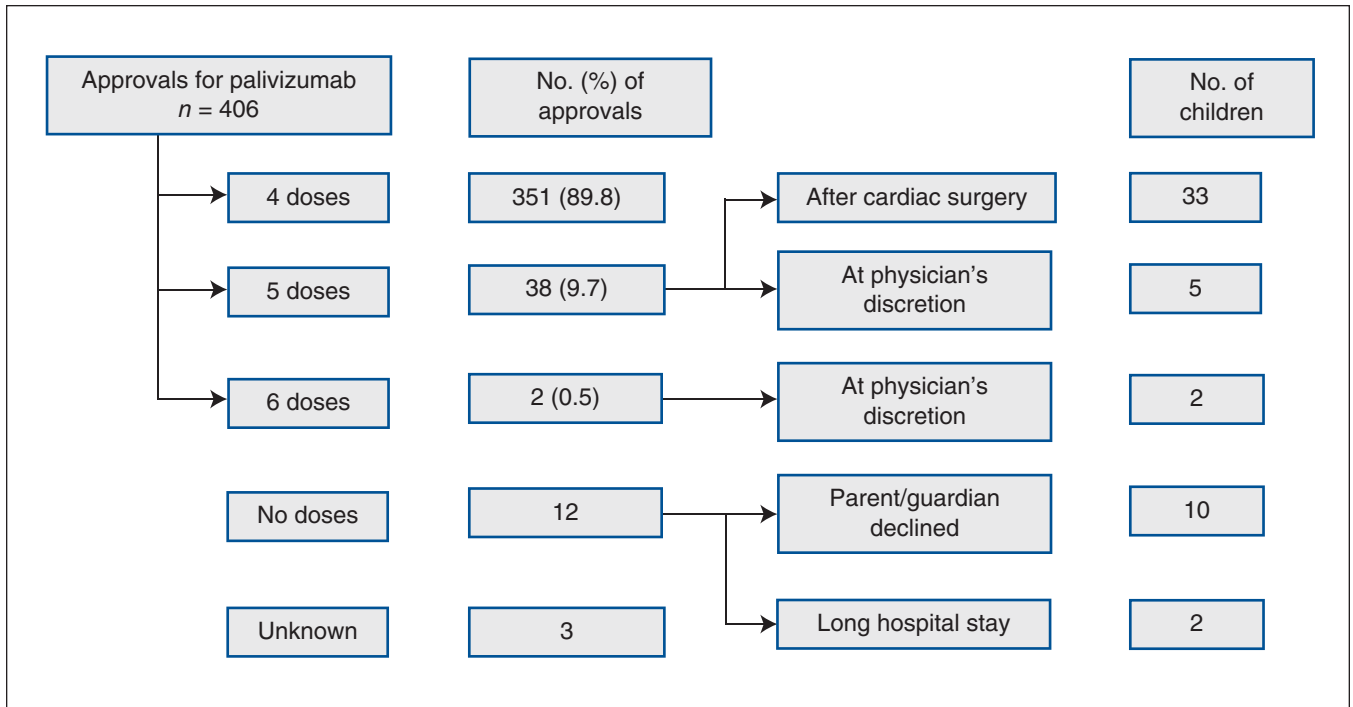 Approvals for palivizumab
n = 406
No. (%) of
approvals
No. of
children
4 doses
351 (89.8)
After cardiac surgery
33
5 doses
38 (9.7)
At physician’s
discretion
5
6 doses
2 (0.5)
At physician’s
discretion
2
No doses
12
Parent/guardian
declined
10
Unknown
3
Long hospital stay
2